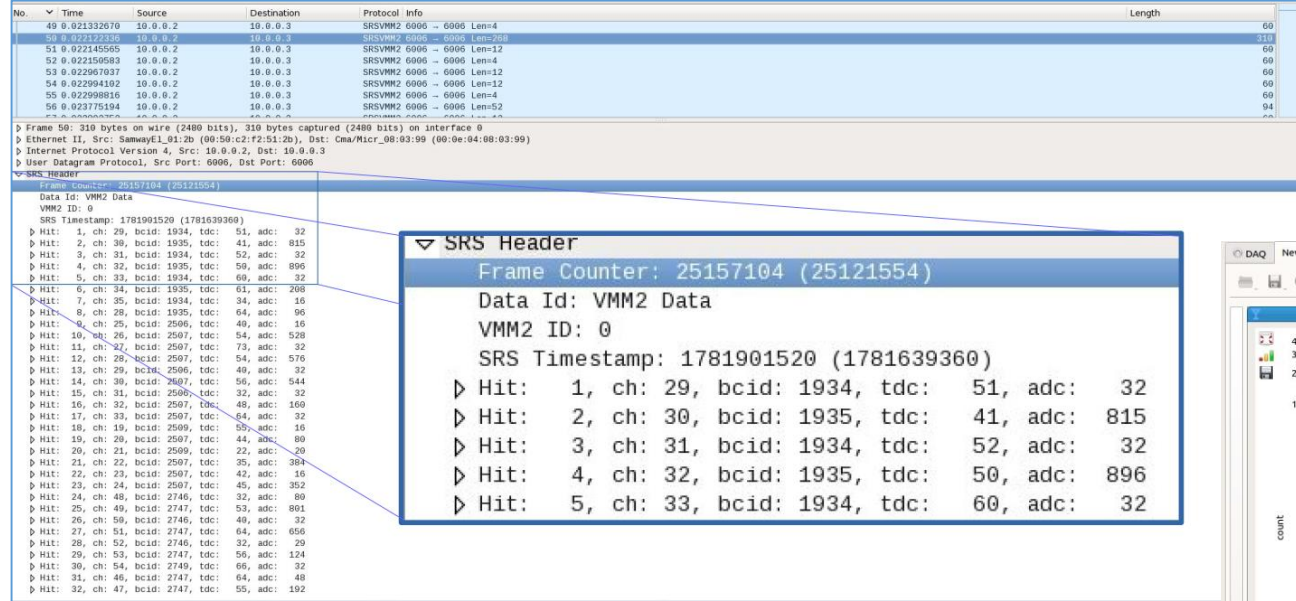 No. Time Source Destination Protocol Info Length
49 0.021332670 10.0.0.2 10.0.0.3 SRSVMM2 6006 → 6006 Len=4 60
50 0.022122336 10.0.0.2 10.0.0.3 SRSVMM2 6006 → 6006 Len=268 310
51 0.022145565 10.0.0.2 10.0.0.3 SRSVMM2 6006 → 6006 Len=12 60
52 0.022150583 10.0.0.2 10.0.0.3 SRSVMM2 6006 → 6006 Len=4 60
53 0.022967037 10.0.0.2 10.0.0.3 SRSVMM2 6006 → 6006 Len=12 60
54 0.022994102 10.0.0.2 10.0.0.3 SRSVMM2 6006 → 6006 Len=12 60
55 0.022998816 10.0.0.2 10.0.0.3 SRSVMM2 6006 → 6006 Len=4 60
56 0.023775194 10.0.0.2 10.0.0.3 SRSVMM2 6006 → 6006 Len=52 94
Frame 50: 310 bytes on wire (2480 bits), 310 bytes captured (2480 bits) on interface 0
Ethernet II, Src: SamwayEl_01:2b (00:50:c2:f2:51:2b), Dst: Cma/Micr_08:03:99 (00:0e:04:08:03:99)
Internet Protocol Version 4, Src: 10.0.0.2, Dst: 10.0.0.3
User Datagram Protocol, Src Port: 6006, Dst Port: 6006
SRS Header
Frame Counter: 25157104 (25121554)
Data Id: VMM2 Data
VMM2 ID: 0
SRS Timestamp: 1781901520 (1781639360)
Hit: 1, ch: 29, bcid: 1934, tdc: 51, adc: 32
Hit: 2, ch: 30, bcid: 1935, tdc: 41, adc: 815
Hit: 3, ch: 31, bcid: 1934, tdc: 52, adc: 32
Hit: 4, ch: 32, bcid: 1935, tdc: 50, adc: 896
Hit: 5, ch: 33, bcid: 1934, tdc: 60, adc: 32
Hit: 6, ch: 34, bcid: 1935, tdc: 61, adc: 208
Hit: 7, ch: 35, bcid: 1934, tdc: 34, adc: 16
Hit: 8, ch: 28, bcid: 1935, tdc: 64, adc: 96
Hit: 9, ch: 25, bcid: 2506, tdc: 40, adc: 16
Hit: 10, ch: 26, bcid: 2507, tdc: 54, adc: 528
Hit: 11, ch: 27, bcid: 2507, tdc: 73, adc: 32
Hit: 12, ch: 28, bcid: 2507, tdc: 54, adc: 576
Hit: 13, ch: 29, bcid: 2506, tdc: 40, adc: 32
Hit: 14, ch: 30, bcid: 2507, tdc: 56, adc: 544
Hit: 15, ch: 31, bcid: 2506, tdc: 32, adc: 32
Hit: 16, ch: 32, bcid: 2507, tdc: 48, adc: 160
Hit: 17, ch: 33, bcid: 2507, tdc: 64, adc: 32
Hit: 18, ch: 19, bcid: 2509, tdc: 55, adc: 16
Hit: 19, ch: 20, bcid: 2507, tdc: 44, adc: 80
Hit: 20, ch: 21, bcid: 2509, tdc: 22, adc: 20
Hit: 21, ch: 22, bcid: 2507, tdc: 35, adc: 384
Hit: 22, ch: 23, bcid: 2507, tdc: 42, adc: 16
Hit: 23, ch: 24, bcid: 2507, tdc: 45, adc: 352
Hit: 24, ch: 48, bcid: 2746, tdc: 32, adc: 80
Hit: 25, ch: 49, bcid: 2747, tdc: 53, adc: 801
Hit: 26, ch: 50, bcid: 2746, tdc: 40, adc: 32
Hit: 27, ch: 51, bcid: 2747, tdc: 64, adc: 656
Hit: 28, ch: 52, bcid: 2746, tdc: 32, adc: 29
Hit: 29, ch: 53, bcid: 2747, tdc: 56, adc: 124
Hit: 30, ch: 54, bcid: 2749, tdc: 66, adc: 32
Hit: 31, ch: 46, bcid: 2747, tdc: 64, adc: 48
Hit: 32, ch: 47, bcid: 2747, tdc: 55, adc: 192
SRS Header
Frame Counter: 25157104 (25121554)
Data Id: VMM2 Data
VMM2 ID: 0
SRS Timestamp: 1781901520 (1781639360)
Hit: 1, ch: 29, bcid: 1934, tdc: 51, adc: 32
Hit: 2, ch: 30, bcid: 1935, tdc: 41, adc: 815
Hit: 3, ch: 31, bcid: 1934, tdc: 52, adc: 32
Hit: 4, ch: 32, bcid: 1935, tdc: 50, adc: 896
Hit: 5, ch: 33, bcid: 1934, tdc: 60, adc: 32
DAQ
4
3
2
1
count